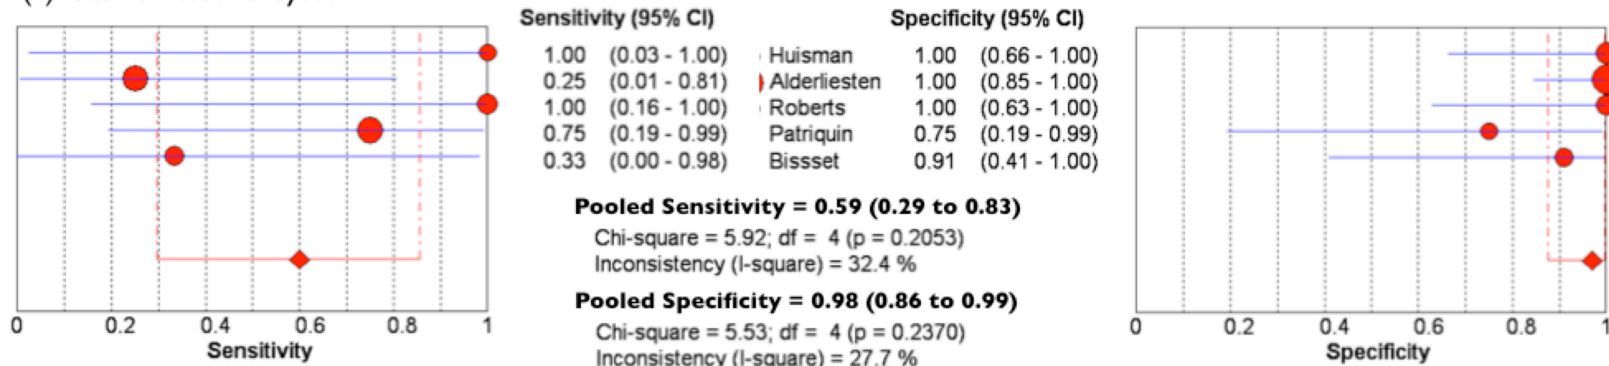 Sensitivity (95% CI) Specificity (95% CI)
1.00 (0.03 - 1.00) Huisman 1.00 (0.66 - 1.00)
0.25 (0.01 - 0.81) Alderliesten 1.00 (0.85 - 1.00)
1.00 (0.16 - 1.00) Roberts 1.00 (0.63 - 1.00)
0.75 (0.19 - 0.99) Patriquin 0.75 (0.19 - 0.99)
0.33 (0.00 - 0.98) Bissset 0.91 (0.41 - 1.00)
Pooled Sensitivity = 0.59 (0.29 to 0.83)
Chi-square = 5.92; df = 4 (p = 0.2053)
Inconsistency (I-square) = 32.4 %
Pooled Specificity = 0.98 (0.86 to 0.99)
Chi-square = 5.53; df = 4 (p = 0.2370)
Inconsistency (I-square) = 27.7 %
0 0.2 0.4 0.6 0.8 1
Sensitivity
0 0.2 0.4 0.6 0.8 1
Specificity